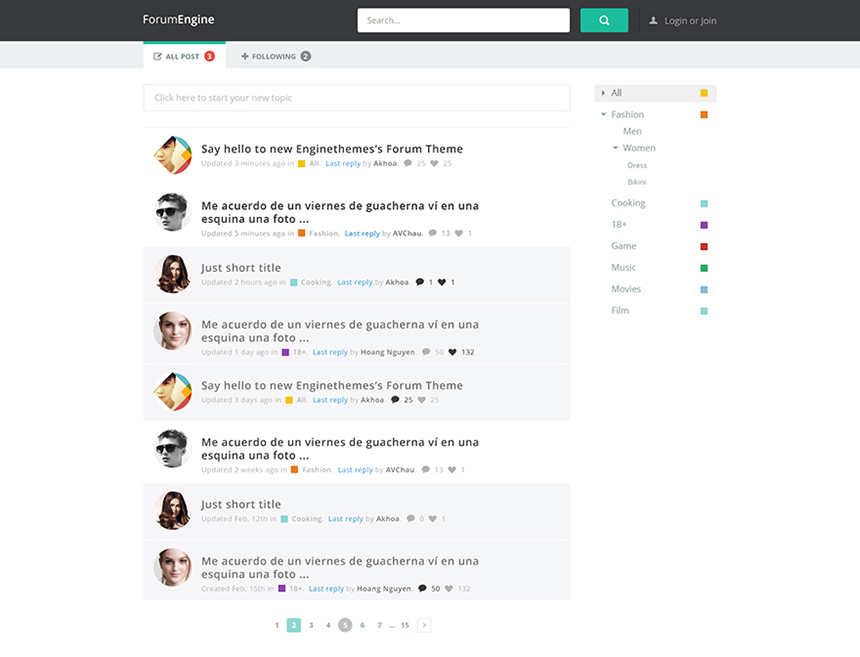 ForumEngine
Search...
Login or Join
ALL POST 3
FOLLOWING 2
Click here to start your new topic
Say hello to new Enginethemes's Forum Theme
Updated 3 minutes ago in All. Last reply by Akhoa. 25 25
Me acuerdo de un viernes de guacherna ví en una
esquina una foto ...
Updated 5 minutes ago in Fashion. Last reply by AVChau. 13 1
Just short title
Updated 2 hours ago in Cooking. Last reply by Akhoa 1 1
Me acuerdo de un viernes de guacherna ví en una
esquina una foto ...
Updated 1 day ago in 18+. Last reply by Hoang Nguyen. 50 132
Say hello to new Enginethemes's Forum Theme
Updated 3 days ago in All. Last reply by Akhoa. 25 25
Me acuerdo de un viernes de guacherna ví en una
esquina una foto ...
Updated 2 weeks ago in Fashion. Last reply by AVChau. 13 1
Just short title
Updated Feb, 12th in Cooking. Last reply by Akhoa. 0 1
Me acuerdo de un viernes de guacherna ví en una
esquina una foto ...
Created Feb, 15th in 18+. Last reply by Hoang Nguyen. 50 132
1 2 3 4 5 6 7 ... 15 >
All
Fashion
Men
Women
Dress
Bikini
Cooking
18+
Game
Music
Movies
Film